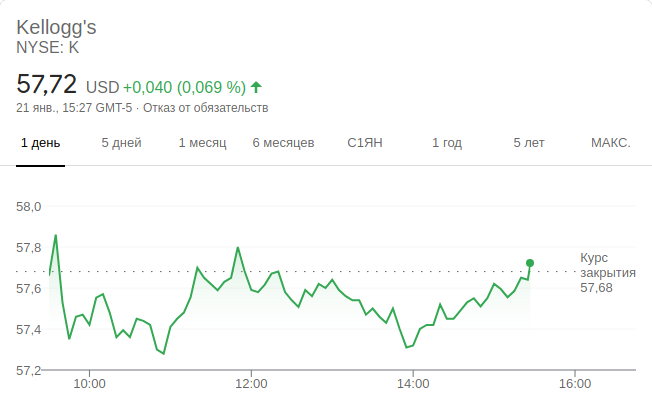 Kellogg's
NYSE: K
57,72 USD +0,040 (0,069 %)
21 янв., 15:27 GMT-5 · Отказ от обязательств
1 день 5 дней 1 месяц 6 месяцев С1ЯН 1 год 5 лет МАКС.
58,0
57,8
Курс
закрытия
57,68
57,6
57,4
57,2
10:00 12:00 14:00 16:00